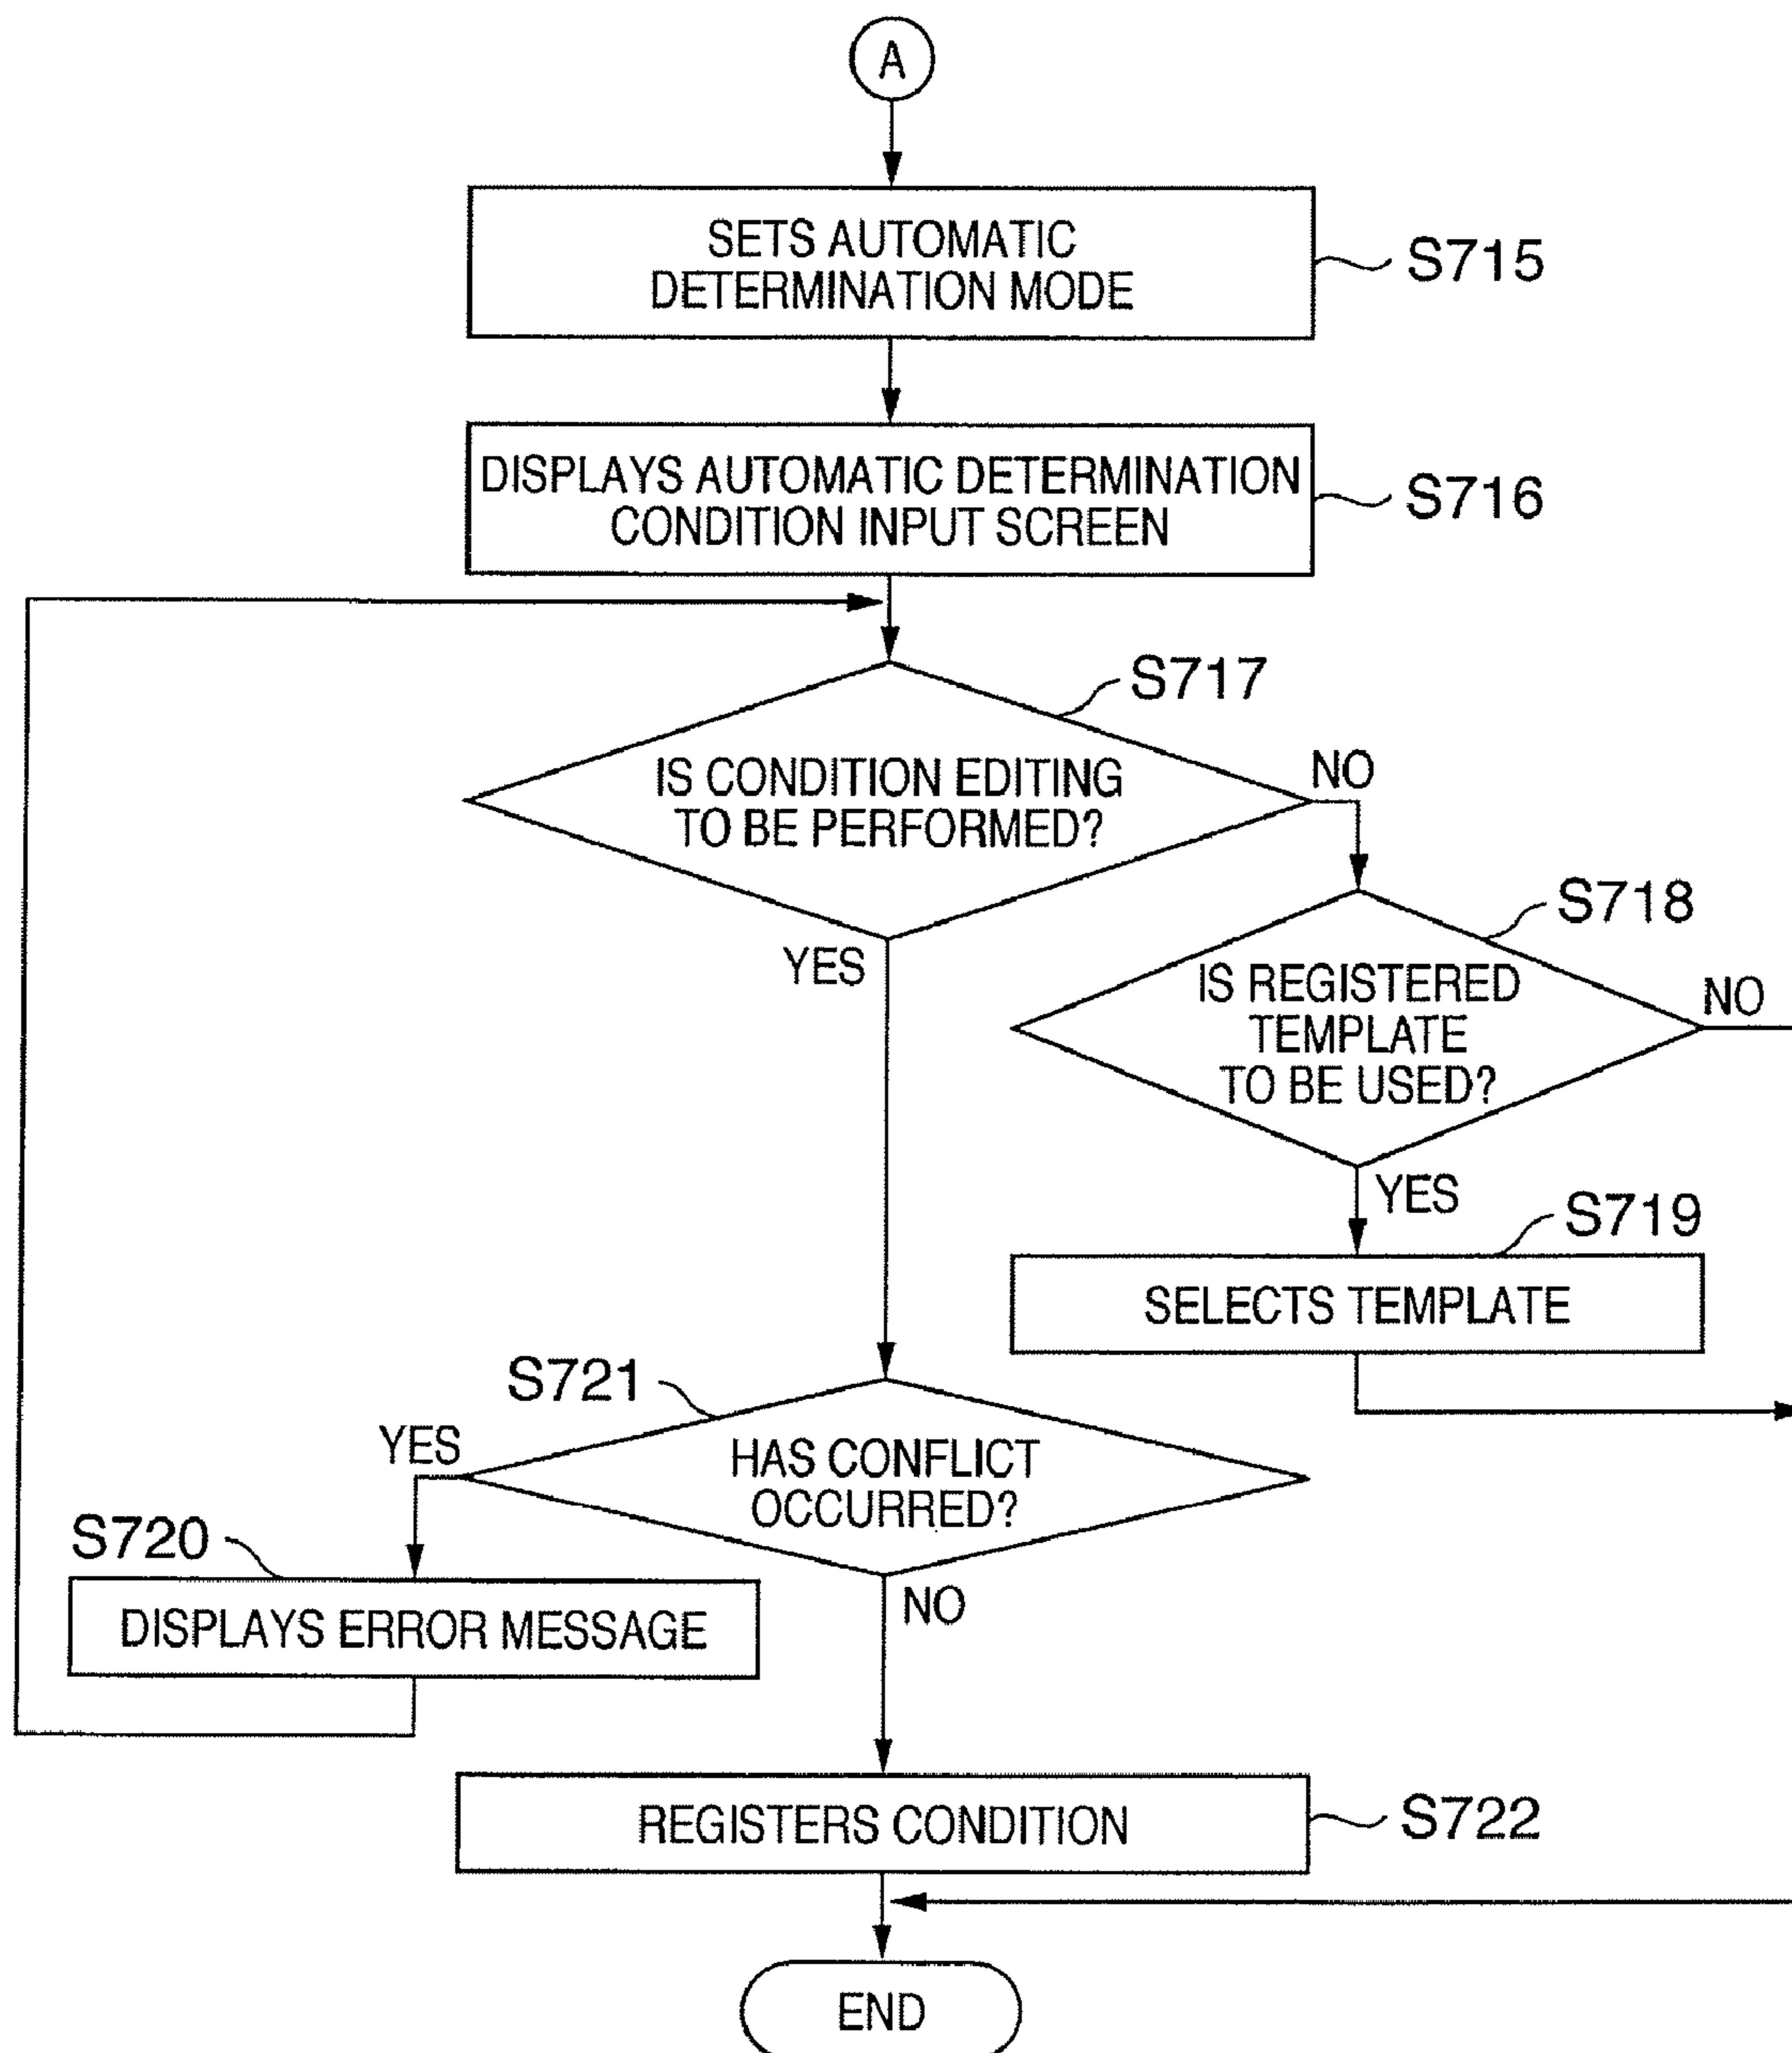 A
SETS AUTOMATIC
DETERMINATION MODE
S715
DISPLAYS AUTOMATIC DETERMINATION
CONDITION INPUT SCREEN
S716
S717
IS CONDITION EDITING
TO BE PERFORMED?
NO
YES
S718
IS REGISTERED
TEMPLATE
TO BE USED?
NO
YES
S719
SELECTS TEMPLATE
S721
YES
HAS CONFLICT
OCCURRED?
S720
NO
DISPLAYS ERROR MESSAGE
REGISTERS CONDITION
S722
END